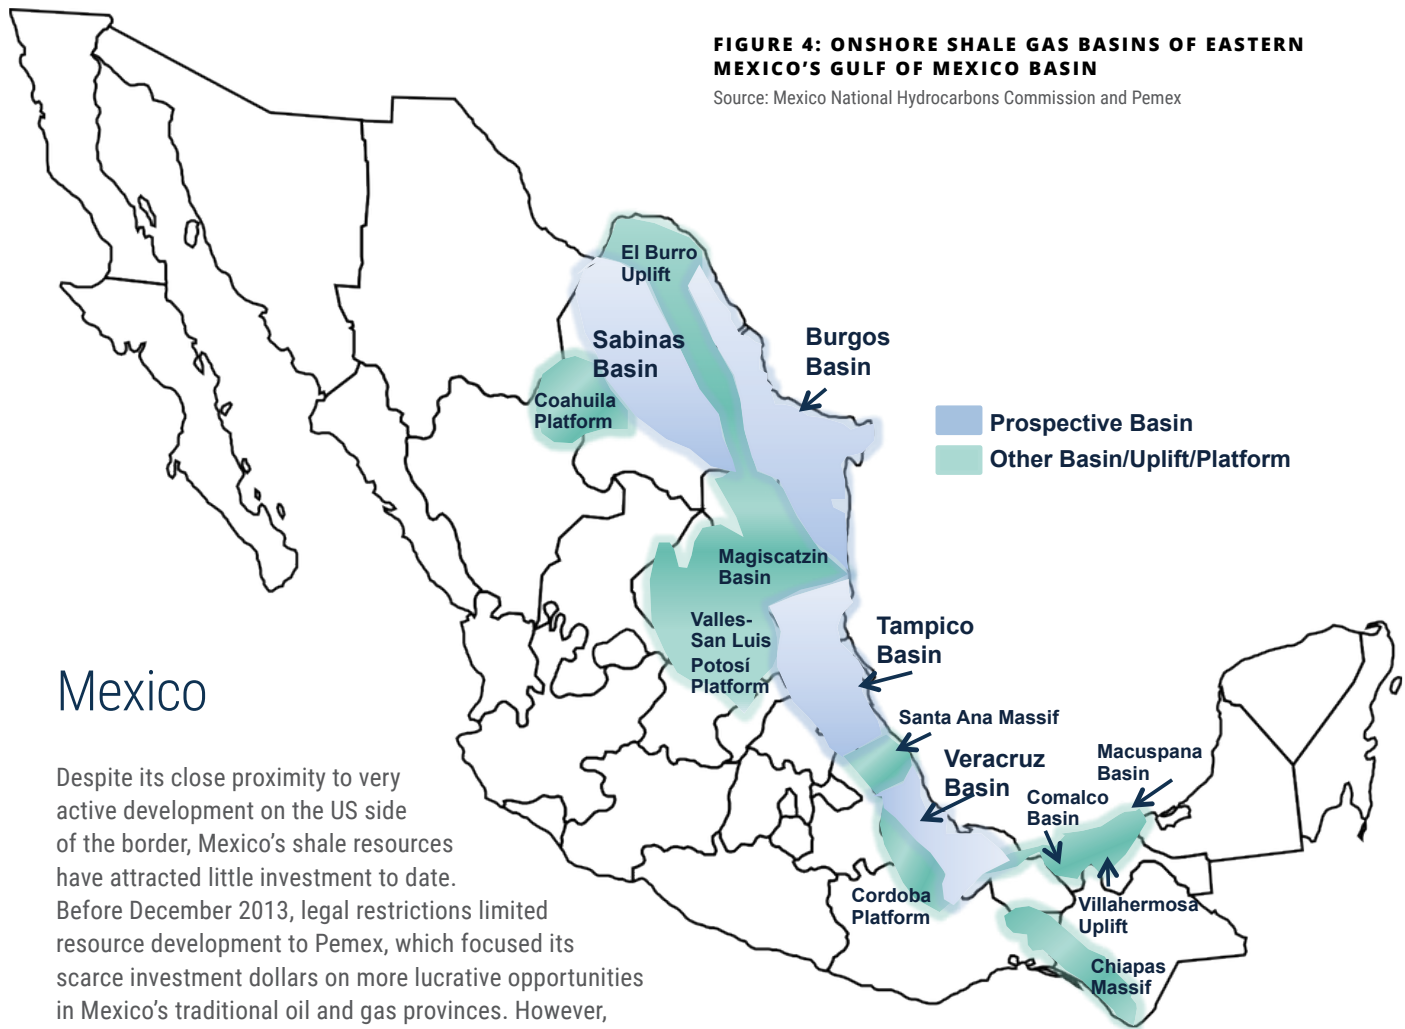 FIGURE 4: ONSHORE SHALE GAS BASINS OF EASTERN
MEXICO’S GULF OF MEXICO BASIN
Source: Mexico National Hydrocarbons Commission and Pemex
El Burro
Uplift
Sabinas
Basin
Burgos
Basin
Coahuila
Platform
Prospective Basin
Other Basin/Uplift/Platform
Magiscatzin
Basin
Valles-
San Luis
Potosí
Platform
Tampico
Basin
Santa Ana Massif
Veracruz
Basin
Macuspana
Basin
Comalco
Basin
Cordoba
Platform
Villahermosa
Uplift
Chiapas
Massif
Mexico
Despite its close proximity to very
active development on the US side
of the border, Mexico’s shale resources
have attracted little investment to date.
Before December 2013, legal restrictions limited
resource development to Pemex, which focused its
scarce investment dollars on more lucrative opportunities
in Mexico’s traditional oil and gas provinces. However,